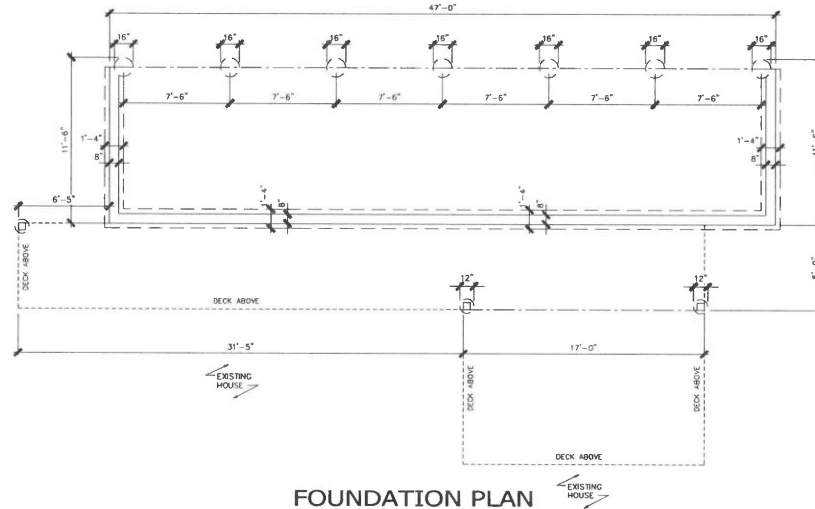 47'-0"
16" 16" 16" 16" 16" 16" 16"
7'-6" 7'-6" 7'-6" 7'-6" 7'-6" 7'-6"
11'-6"
1'-4" 1'-4"
8" 8"
6'-5"
1'-4" 8" 1'-4" 8"
DECK ABOVE
12" 12"
DECK ABOVE
31'-5" 17'-0"
EXISTING
HOUSE
DECK ABOVE DECK ABOVE
DECK ABOVE
FOUNDATION PLAN
EXISTING
HOUSE